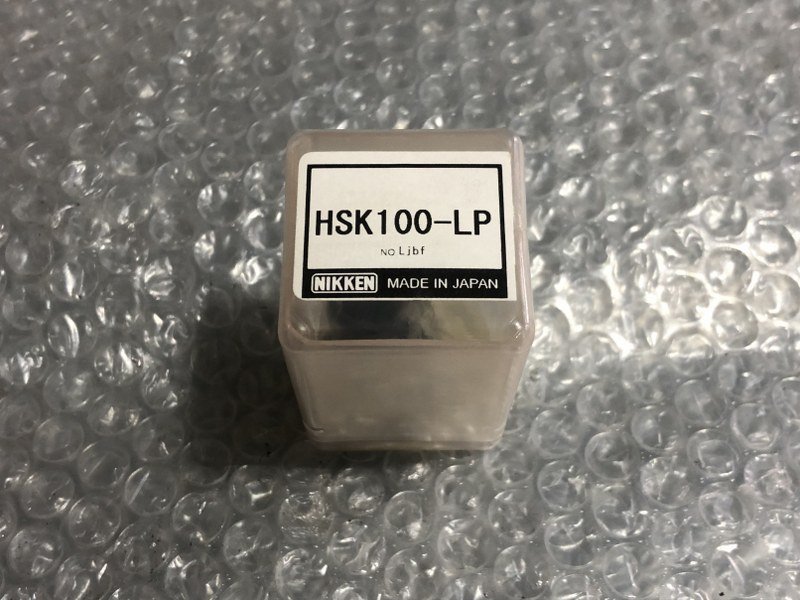 HSK100-LP
NO Ljbf
NIKKEN MADE IN JAPAN